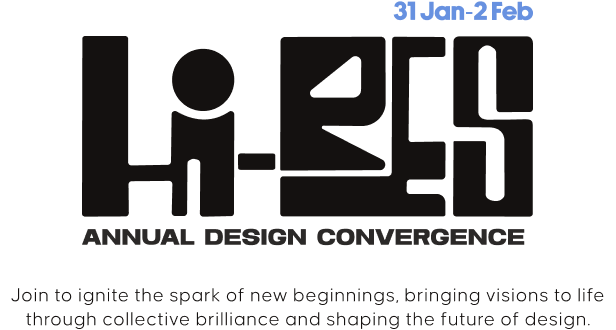 31 Jan-2 Feb
Hi-RES
ANNUAL DESIGN CONVERGENCE
Join to ignite the spark of new beginnings, bringing visions to life
through collective brilliance and shaping the future of design.